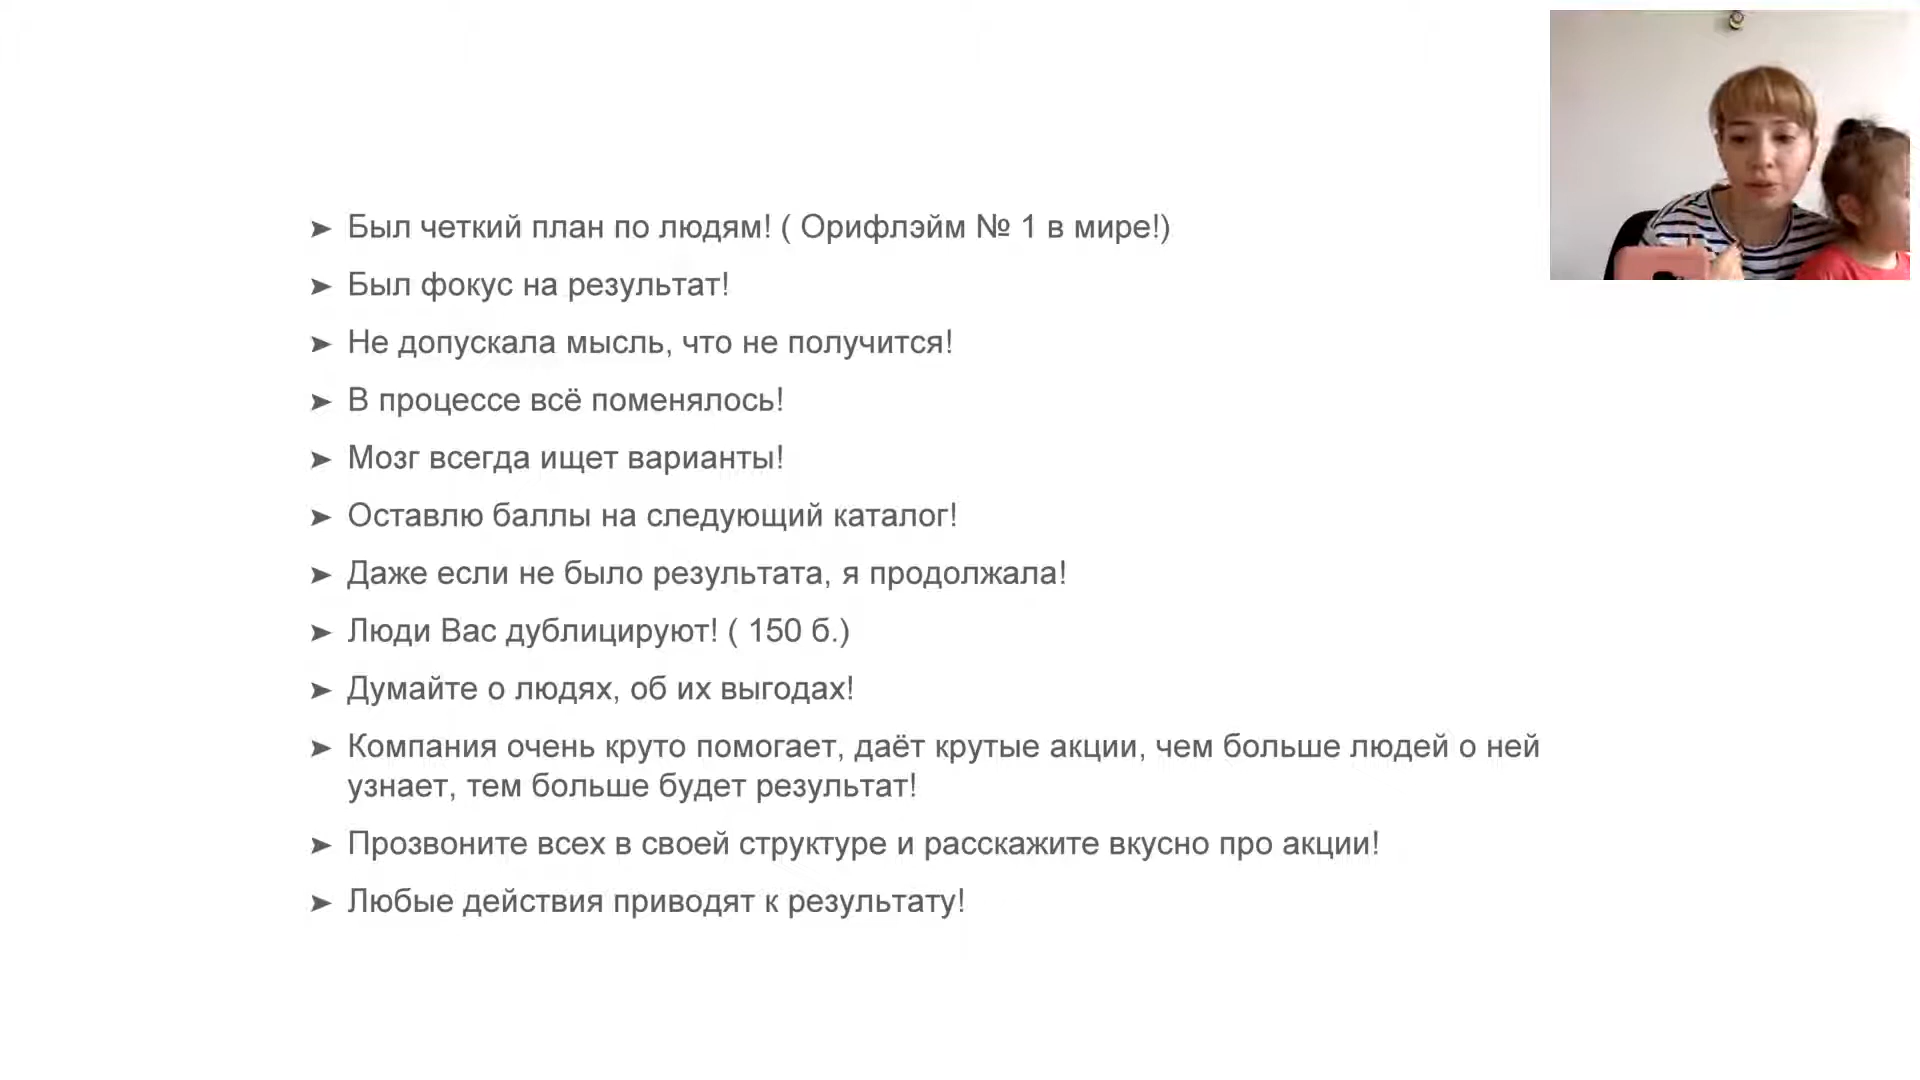 ➤ Был четкий план по людям! ( Орифлэйм № 1 в мире!)
➤ Был фокус на результат!
➤ Не допускала мысль, что не получится!
➤ В процессе всё поменялось!
➤ Мозг всегда ищет варианты!
➤ Оставлю баллы на следующий каталог!
➤ Даже если не было результата, я продолжала!
➤ Люди Вас дублицируют! ( 150 б.)
➤ Думайте о людях, об их выгодах!
➤ Компания очень круто помогает, даёт крутые акции, чем больше людей о ней
узнает, тем больше будет результат!
➤ Прозвоните всех в своей структуре и расскажите вкусно про акции!
➤ Любые действия приводят к результату!